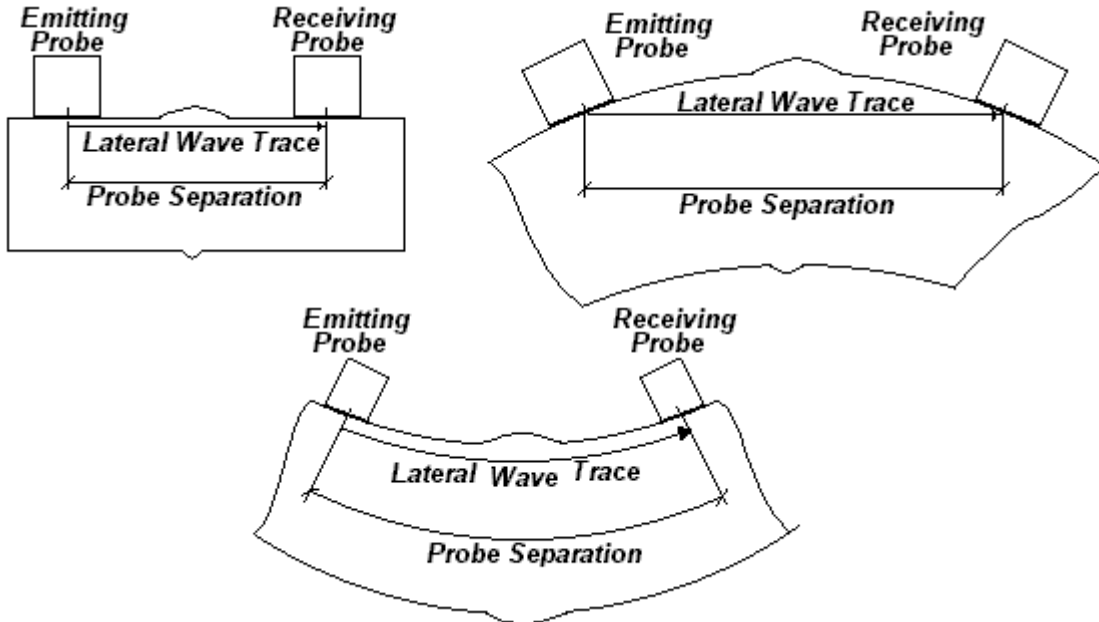 Emitting
Probe
Receiving
Probe
Lateral Wave Trace
Probe Separation
Emitting
Probe
Receiving
Probe
Lateral Wave Trace
Probe Separation
Emitting
Probe
Receiving
Probe
Lateral Wave Trace
Probe Separation